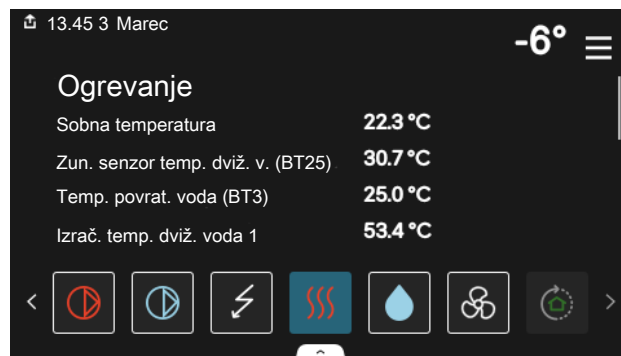 13.45 3 Marec
-6°
Ogrevanje
Sobna temperatura 22.3 °C
Zun. senzor temp. dviž. v. (BT25) 30.7 °C
Temp. povrat. voda (BT3) 25.0 °C
Izrač. temp. dviž. voda 1 53.4 °C